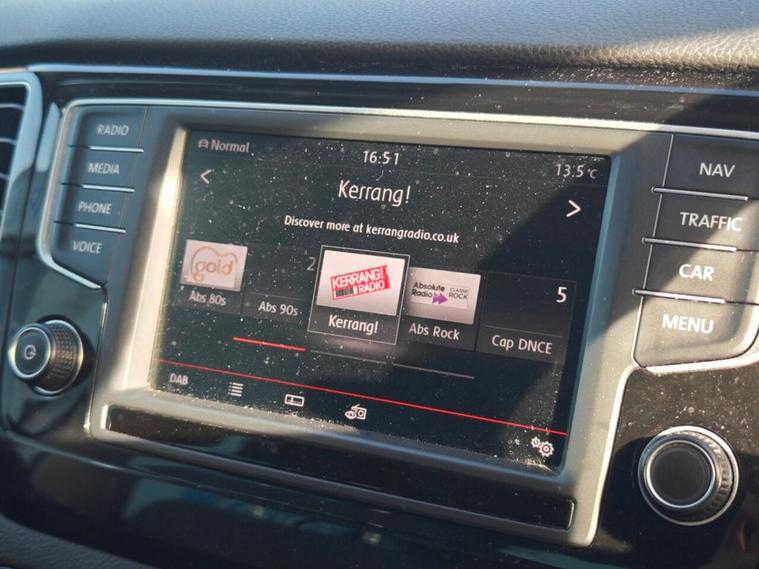 RADIO
MEDIA
PHONE
VOICE
Normal
16:51
13.5°C
<
Kerrang!
>
Discover more at kerrangradio.co.uk
gold
Abs 80s
2
Abs 90s
KERRANG!
RADIO
Kerrang!
Absolute Radio CLASSIC ROCK
Abs Rock
5
Cap DNCE
DAB
NAV
TRAFFIC
CAR
MENU